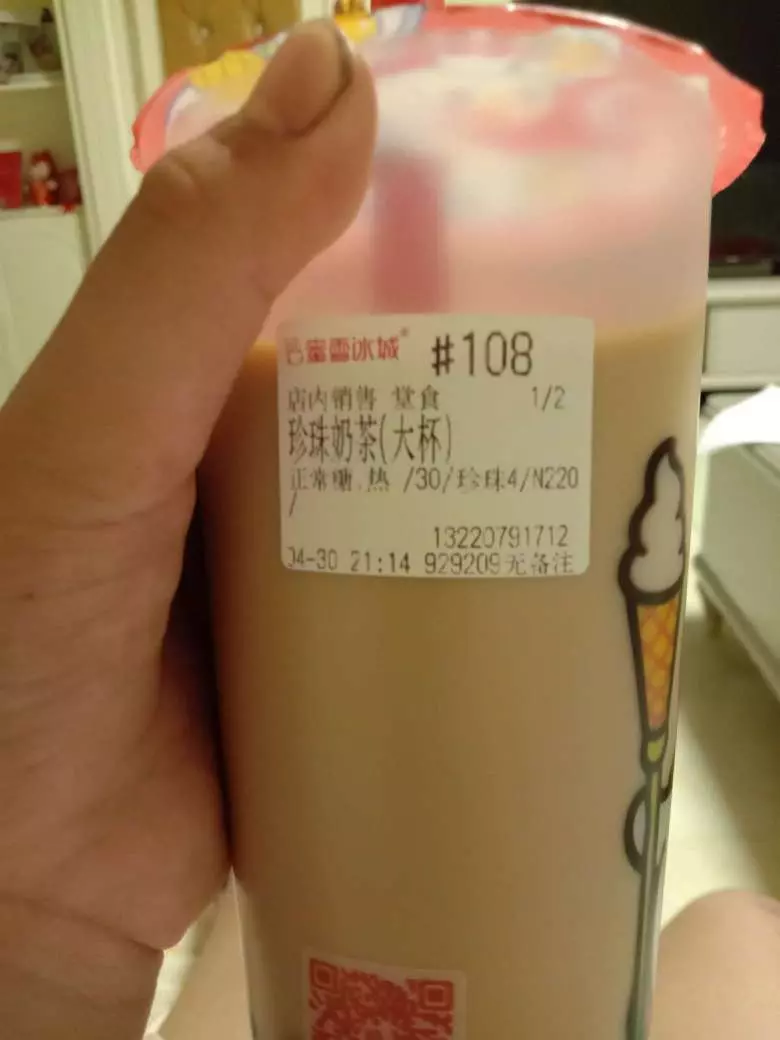 蜜雪冰城® #108
店内销售 堂食 1/2
珍珠奶茶(大杯)
正常糖.热 /30/珍珠4/N220
/
13220791712
04-30 21:14 929209无备注